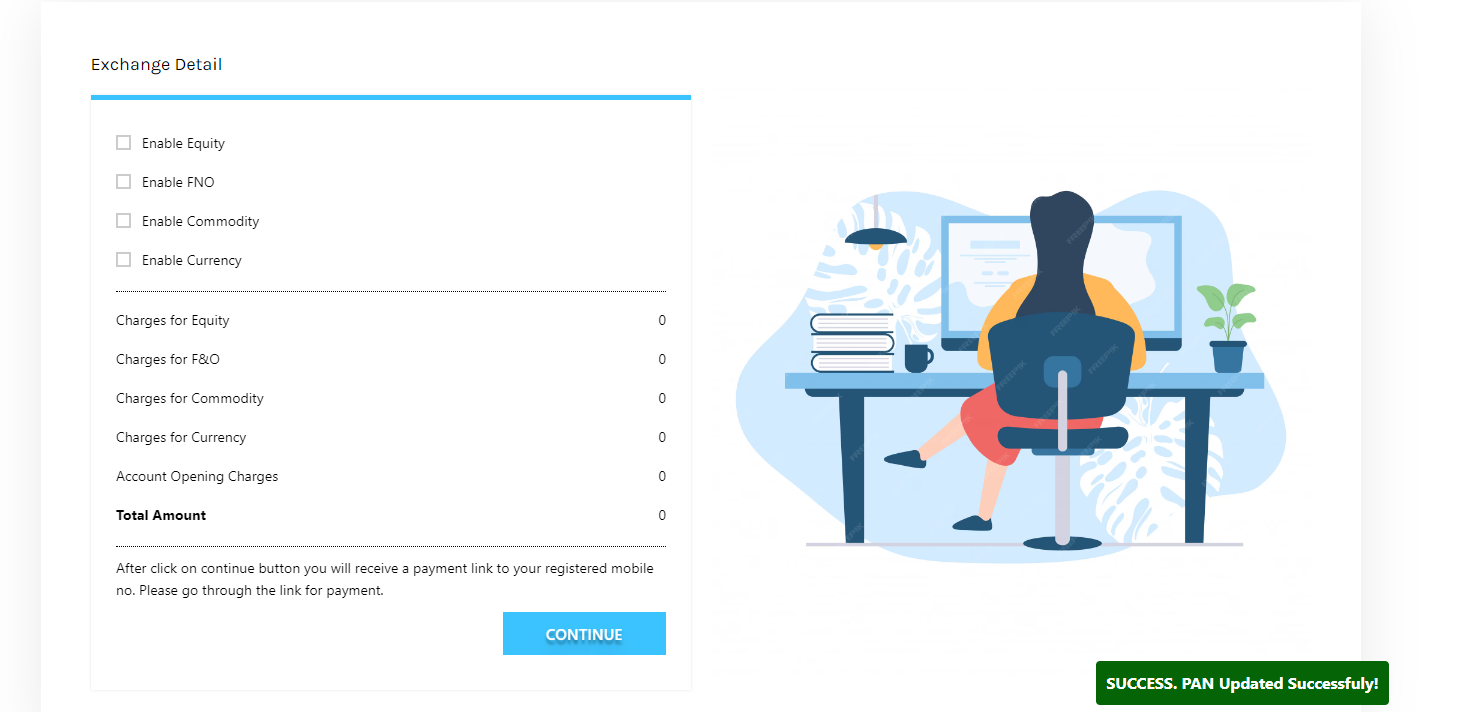 Exchange Detail
Enable Equity
Enable FNO
Enable Commodity
Enable Currency
Charges for Equity 0
Charges for F&O 0
Charges for Commodity 0
Charges for Currency 0
Account Opening Charges 0
Total Amount 0
After click on continue button you will receive a payment link to your registered mobile
no. Please go through the link for payment.
CONTINUE
SUCCESS. PAN Updated Successfuly!